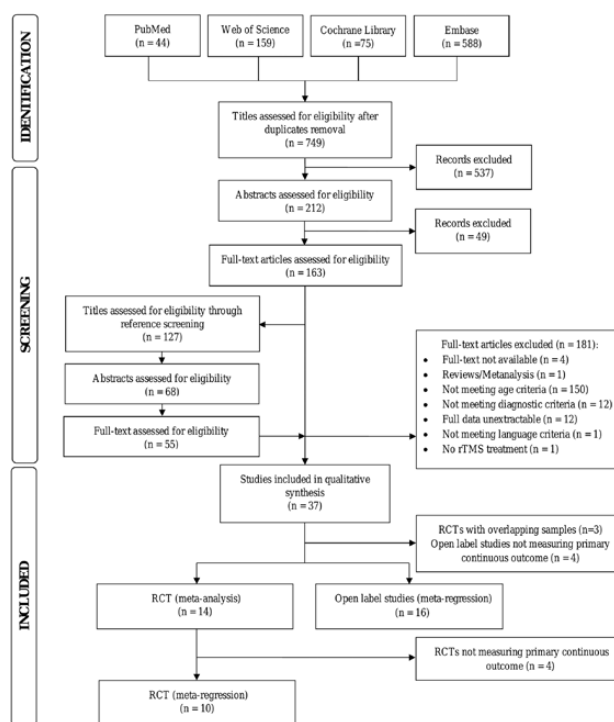 PubMed
(n = 44)
Web of Science
(n = 159)
Cochrane Library
(n =75)
Embase
(n = 588)
IDENTIFICATION
Titles assessed for eligibility after
duplicates removal
(n = 749)
Records excluded
(n = 537)
SCREENING
Abstracts assessed for eligibility
(n = 212)
Records excluded
(n = 49)
Full-text articles assessed for eligibility
(n = 163)
Titles assessed for eligibility through
reference screening
(n = 127)
Abstracts assessed for eligibility
(n = 68)
Full-text assessed for eligibility
(n = 55)
Full-text articles excluded (n = 181):
• Full-text not available (n = 4)
• Reviews/Metanalysis (n = 1)
• Not meeting age criteria (n = 150)
• Not meeting diagnostic criteria (n = 12)
• Full data unextractable (n = 12)
• Not meeting language criteria (n = 1)
• No rTMS treatment (n = 1)
INCLUDED
Studies included in qualitative
synthesis
(n = 37)
RCTs with overlapping samples (n=3)
Open label studies not measuring primary
continuous outcome (n = 4)
RCT (meta-analysis)
(n = 14)
Open label studies (meta-regression)
(n = 16)
RCTs not measuring primary continuous
outcome (n = 4)
RCT (meta-regression)
(n = 10)